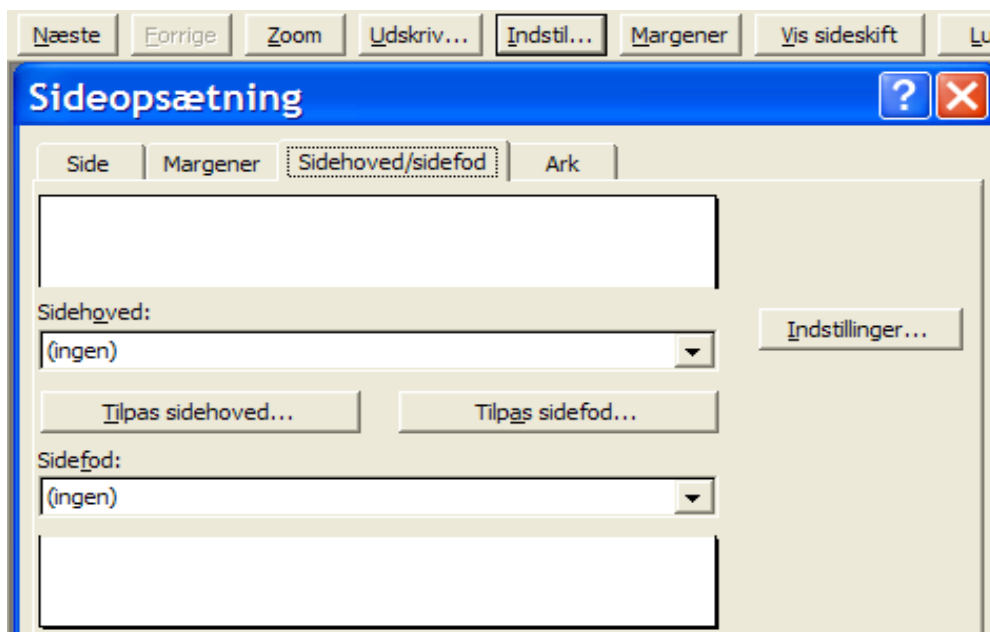 Næste Forrige Zoom Udskriv... Indstil... Margener Vis sideskift Lu
Sideopsætning
Side Margener Sidehoved/sidefod Ark
Sidehoved:
(ingen)
Indstillinger...
Tilpas sidehoved... Tilpas sidefod...
Sidefod:
(ingen)